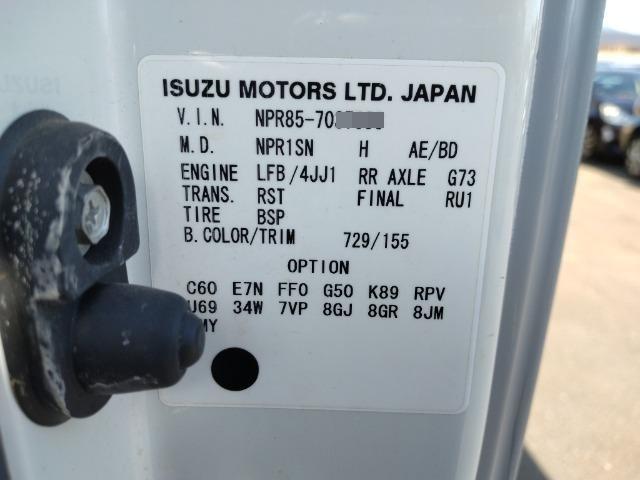 ISUZU MOTORS LTD. JAPAN
V.I.N. NPR85-70
M.D. NPR1SN H AE/BD
ENGINE LFB/4JJ1 RR AXLE G73
TRANS. RST FINAL RU1
TIRE BSP
B.COLOR/TRIM 729/155
OPTION
C60 E7N FF0 G50 K89 RPV
U69 34W 7VP 8GJ 8GR 8JM